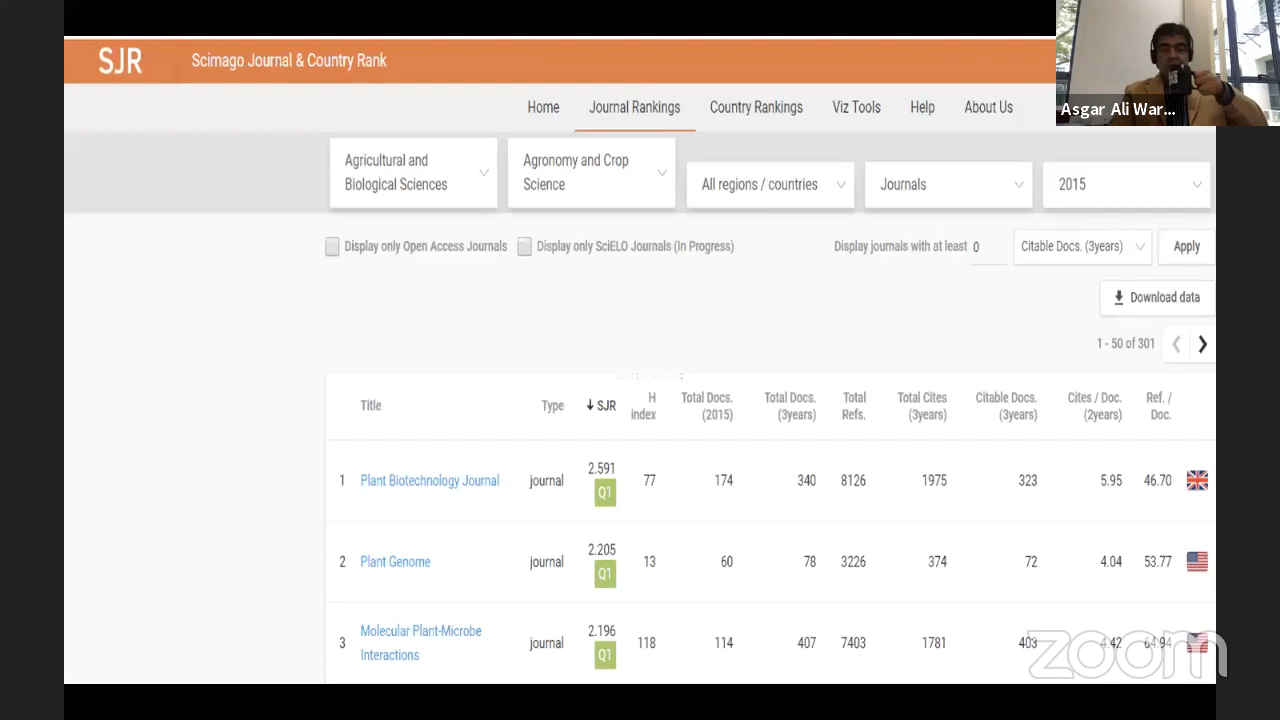 SJR
Scimago Journal & Country Rank
Asgar Ali War...
Home Journal Rankings Country Rankings Viz Tools Help About Us
Agricultural and
Biological Sciences
Agronomy and Crop
Science
All regions / countries
Journals
2015
Display only Open Access Journals
Display only SciELO Journals (In Progress)
Display journals with at least 0
Citable Docs. (3years)
Apply
Download data
1 - 50 of 301
Title Type SJR H index Total Docs. (2015) Total Docs. (3years) Total Refs. Total Cites (3years) Citable Docs. (3years) Cites / Doc. (2years) Ref. / Doc.
1 Plant Biotechnology Journal journal 2.591 Q1 77 174 340 8126 1975 323 5.95 46.70
2 Plant Genome journal 2.205 Q1 13 60 78 3226 374 72 4.04 53.77
3 Molecular Plant-Microbe Interactions journal 2.196 Q1 118 114 407 7403 1781 403 4.42 64.94
zoom